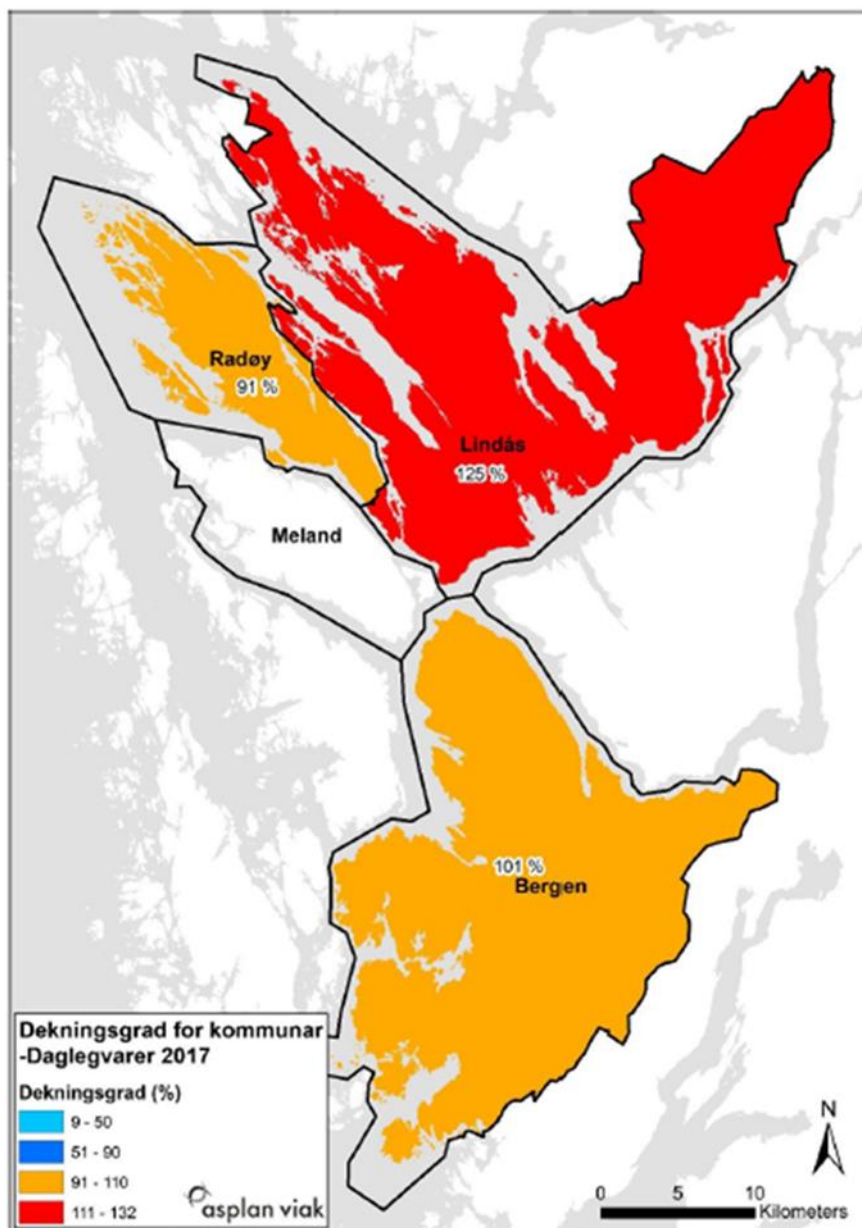 Radøy
91 %
Lindås
125 %
Meland
101 %
Bergen
Dekningsgrad for kommunar
-Daglegvarer 2017
Dekningsgrad (%)
9 - 50
51 - 90
91 - 110
111 - 132
asplan viak
N
0 5 10
Kilometers